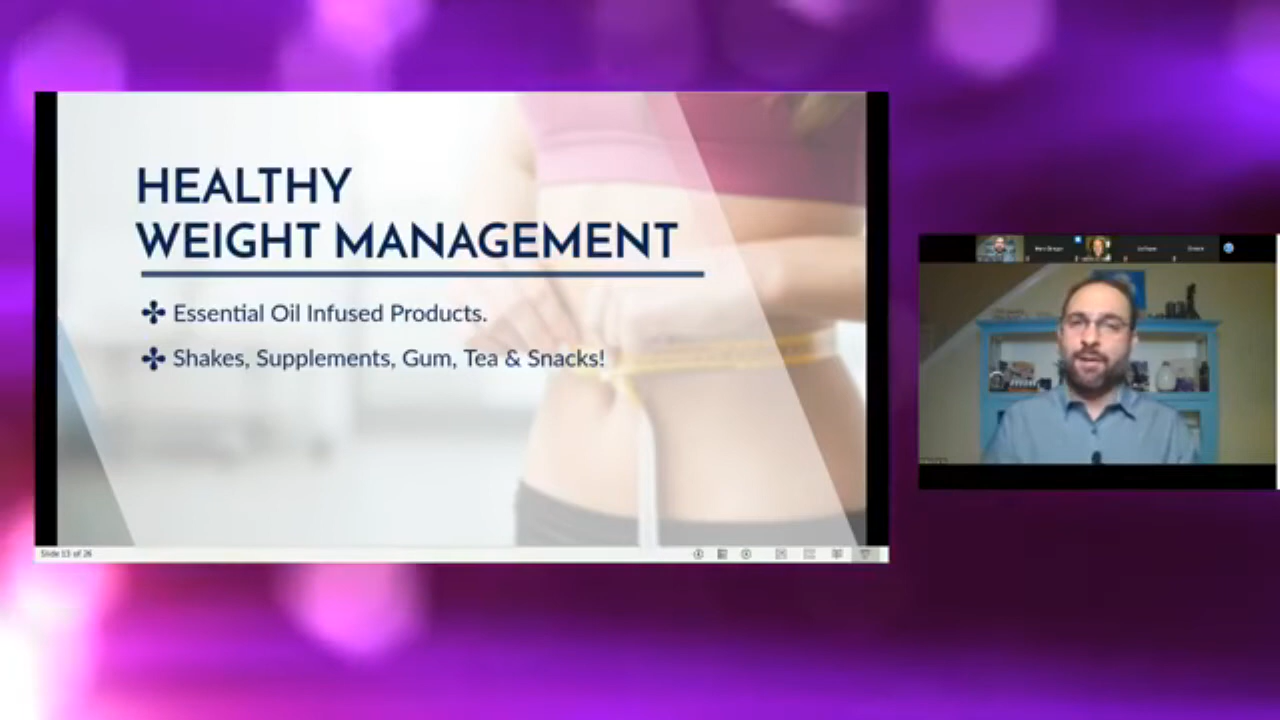 HEALTHY
WEIGHT MANAGEMENT
Essential Oil Infused Products.
Shakes, Supplements, Gum, Tea & Snacks!
Slide 13 of 26